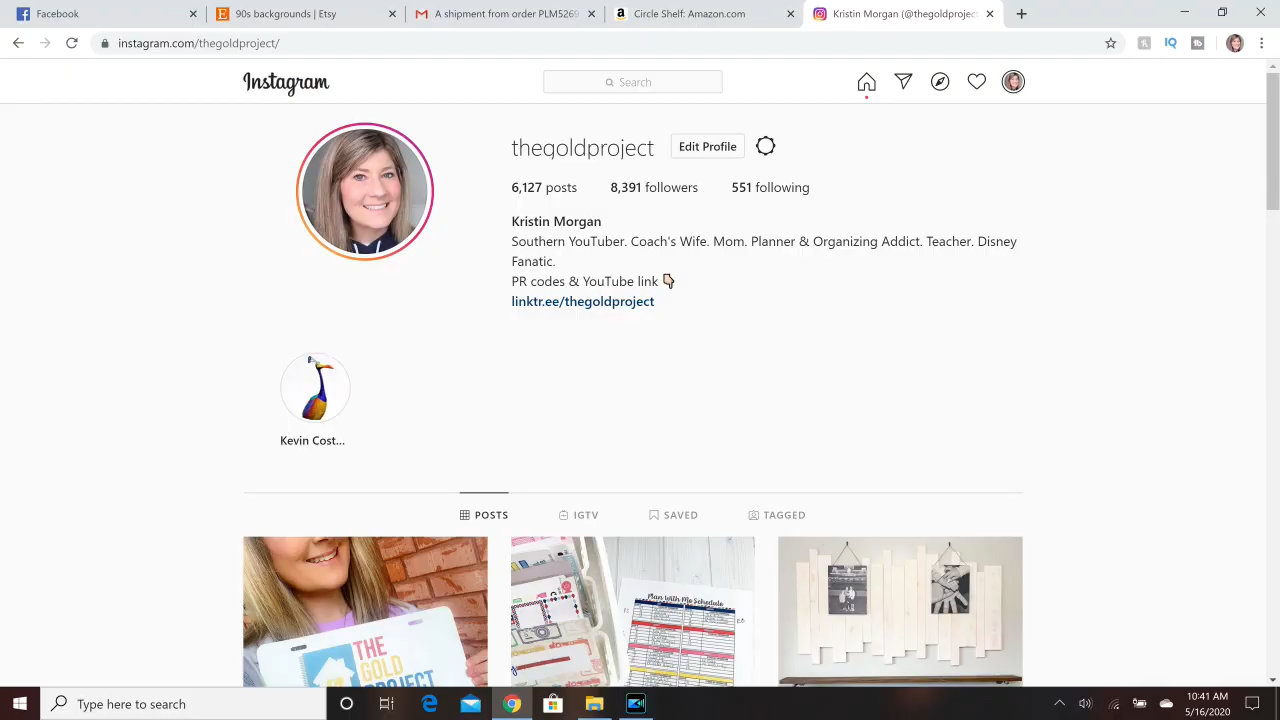 Facebook
90s backgrounds | Etsy
A shipment from order PLM5269
Circle Shelf: Amazon.com
Kristin Morgan (@thegoldproject
instagram.com/thegoldproject/
Instagram
Search
thegoldproject
Edit Profile
6,127 posts 8,391 followers 551 following
Kristin Morgan
Southern YouTuber. Coach's Wife. Mom. Planner & Organizing Addict. Teacher. Disney
Fanatic.
PR codes & YouTube link
linktr.ee/thegoldproject
Kevin Cost...
POSTS IGTV SAVED TAGGED
Plan With Me Schedule
THE
GOLD
PROJECT
Type here to search
10:41 AM
5/16/2020